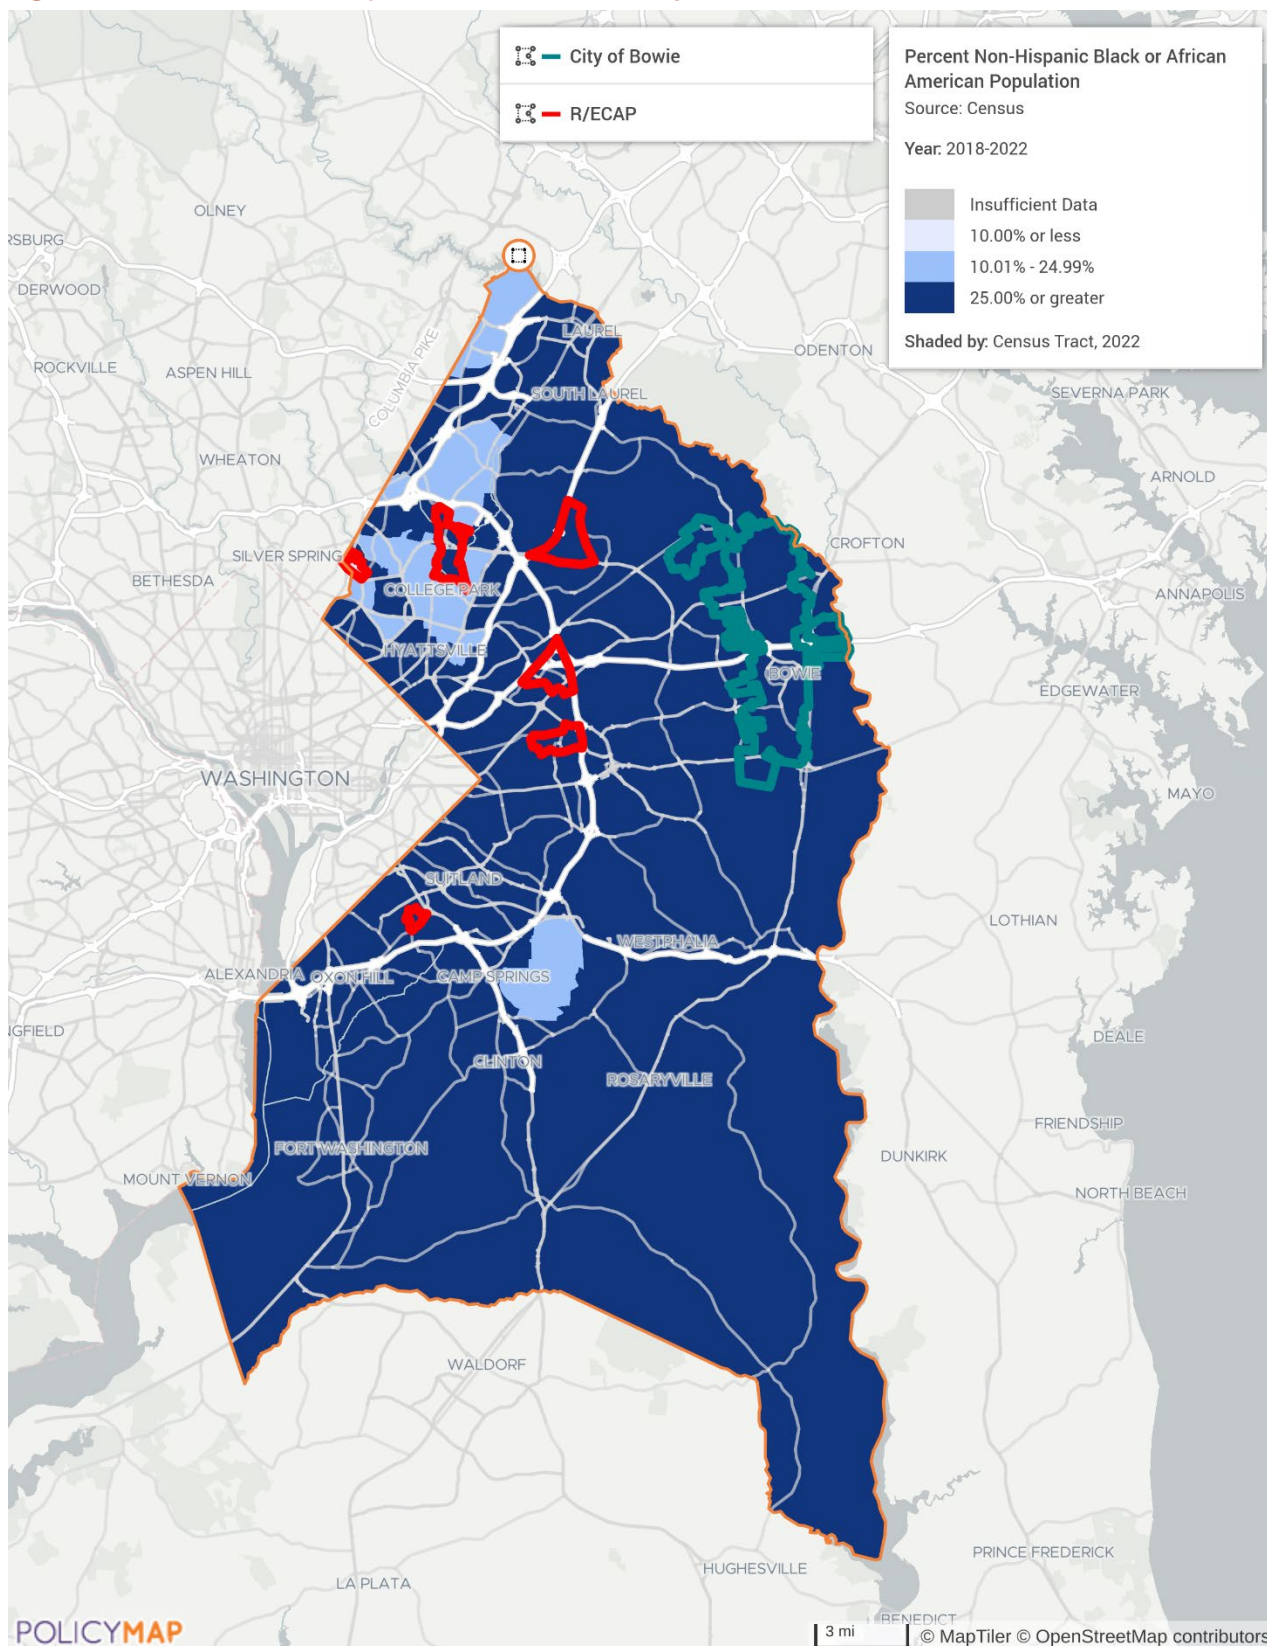 City of Bowie
R/ECAP
Percent Non-Hispanic Black or African
American Population
Source: Census
Year: 2018-2022
Insufficient Data
10.00% or less
10.01% - 24.99%
25.00% or greater
Shaded by: Census Tract, 2022
OLNEY
RSBURG
DERWOOD
LAUREL
ODENTON
ROCKVILLE
ASPEN HILL
COLUMBIA PIKE
SOUTH LAUREL
SEVERNA PARK
WHEATON
ARNOLD
SILVER SPRING
CROFTON
BETHESDA
COLLEGE PARK
ANNAPOLIS
HYATTSVILLE
BOWIE
EDGEWATER
WASHINGTON
MAYO
SUITLAND
LOTHIAN
WESTPHALIA
ALEXANDRIA
OXON HILL
CAMP SPRINGS
NGFIELD
DEALE
CLINTON
ROSARYVILLE
FRIENDSHIP
FORT WASHINGTON
DUNKIRK
MOUNT VERNON
NORTH BEACH
WALDORF
PRINCE FREDERICK
HUGHESVILLE
LA PLATA
BENEDICT
POLICYMAP
3 mi
© MapTiler © OpenStreetMap contributors